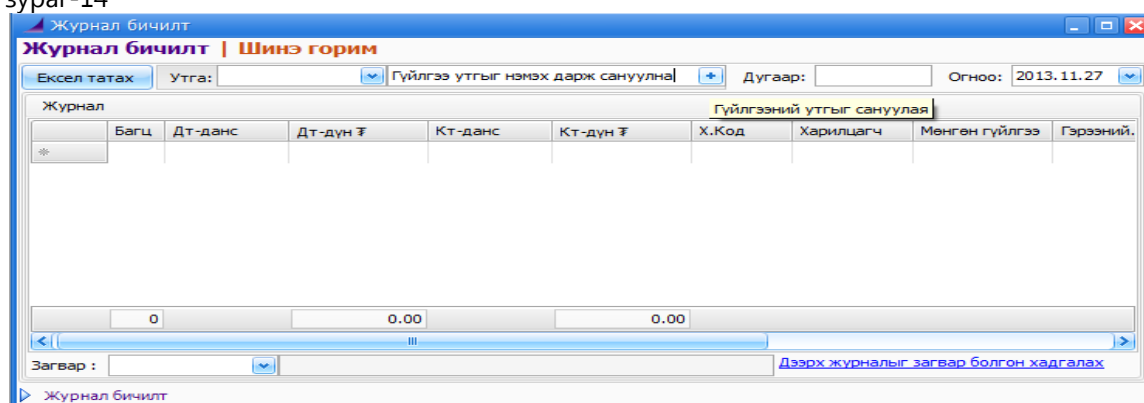 зураг-14
Журнал бичилт
Журнал бичилт | Шинэ горим
Ексел татах Утга: Гүйлгээ утгыг нэмэх дарж сануулна + Дугаар: Огноо: 2013.11.27
Журнал Гүйлгээний утгыг сануулая
Багц Дт-данс Дт-дүн ₮ Кт-данс Кт-дүн ₮ Х.Код Харилцагч Мөнгөн гүйлгээ Гэрээний.
0 0.00 0.00
Загвар : Дээрх журналыг загвар болгон хадгалах
Журнал бичилт